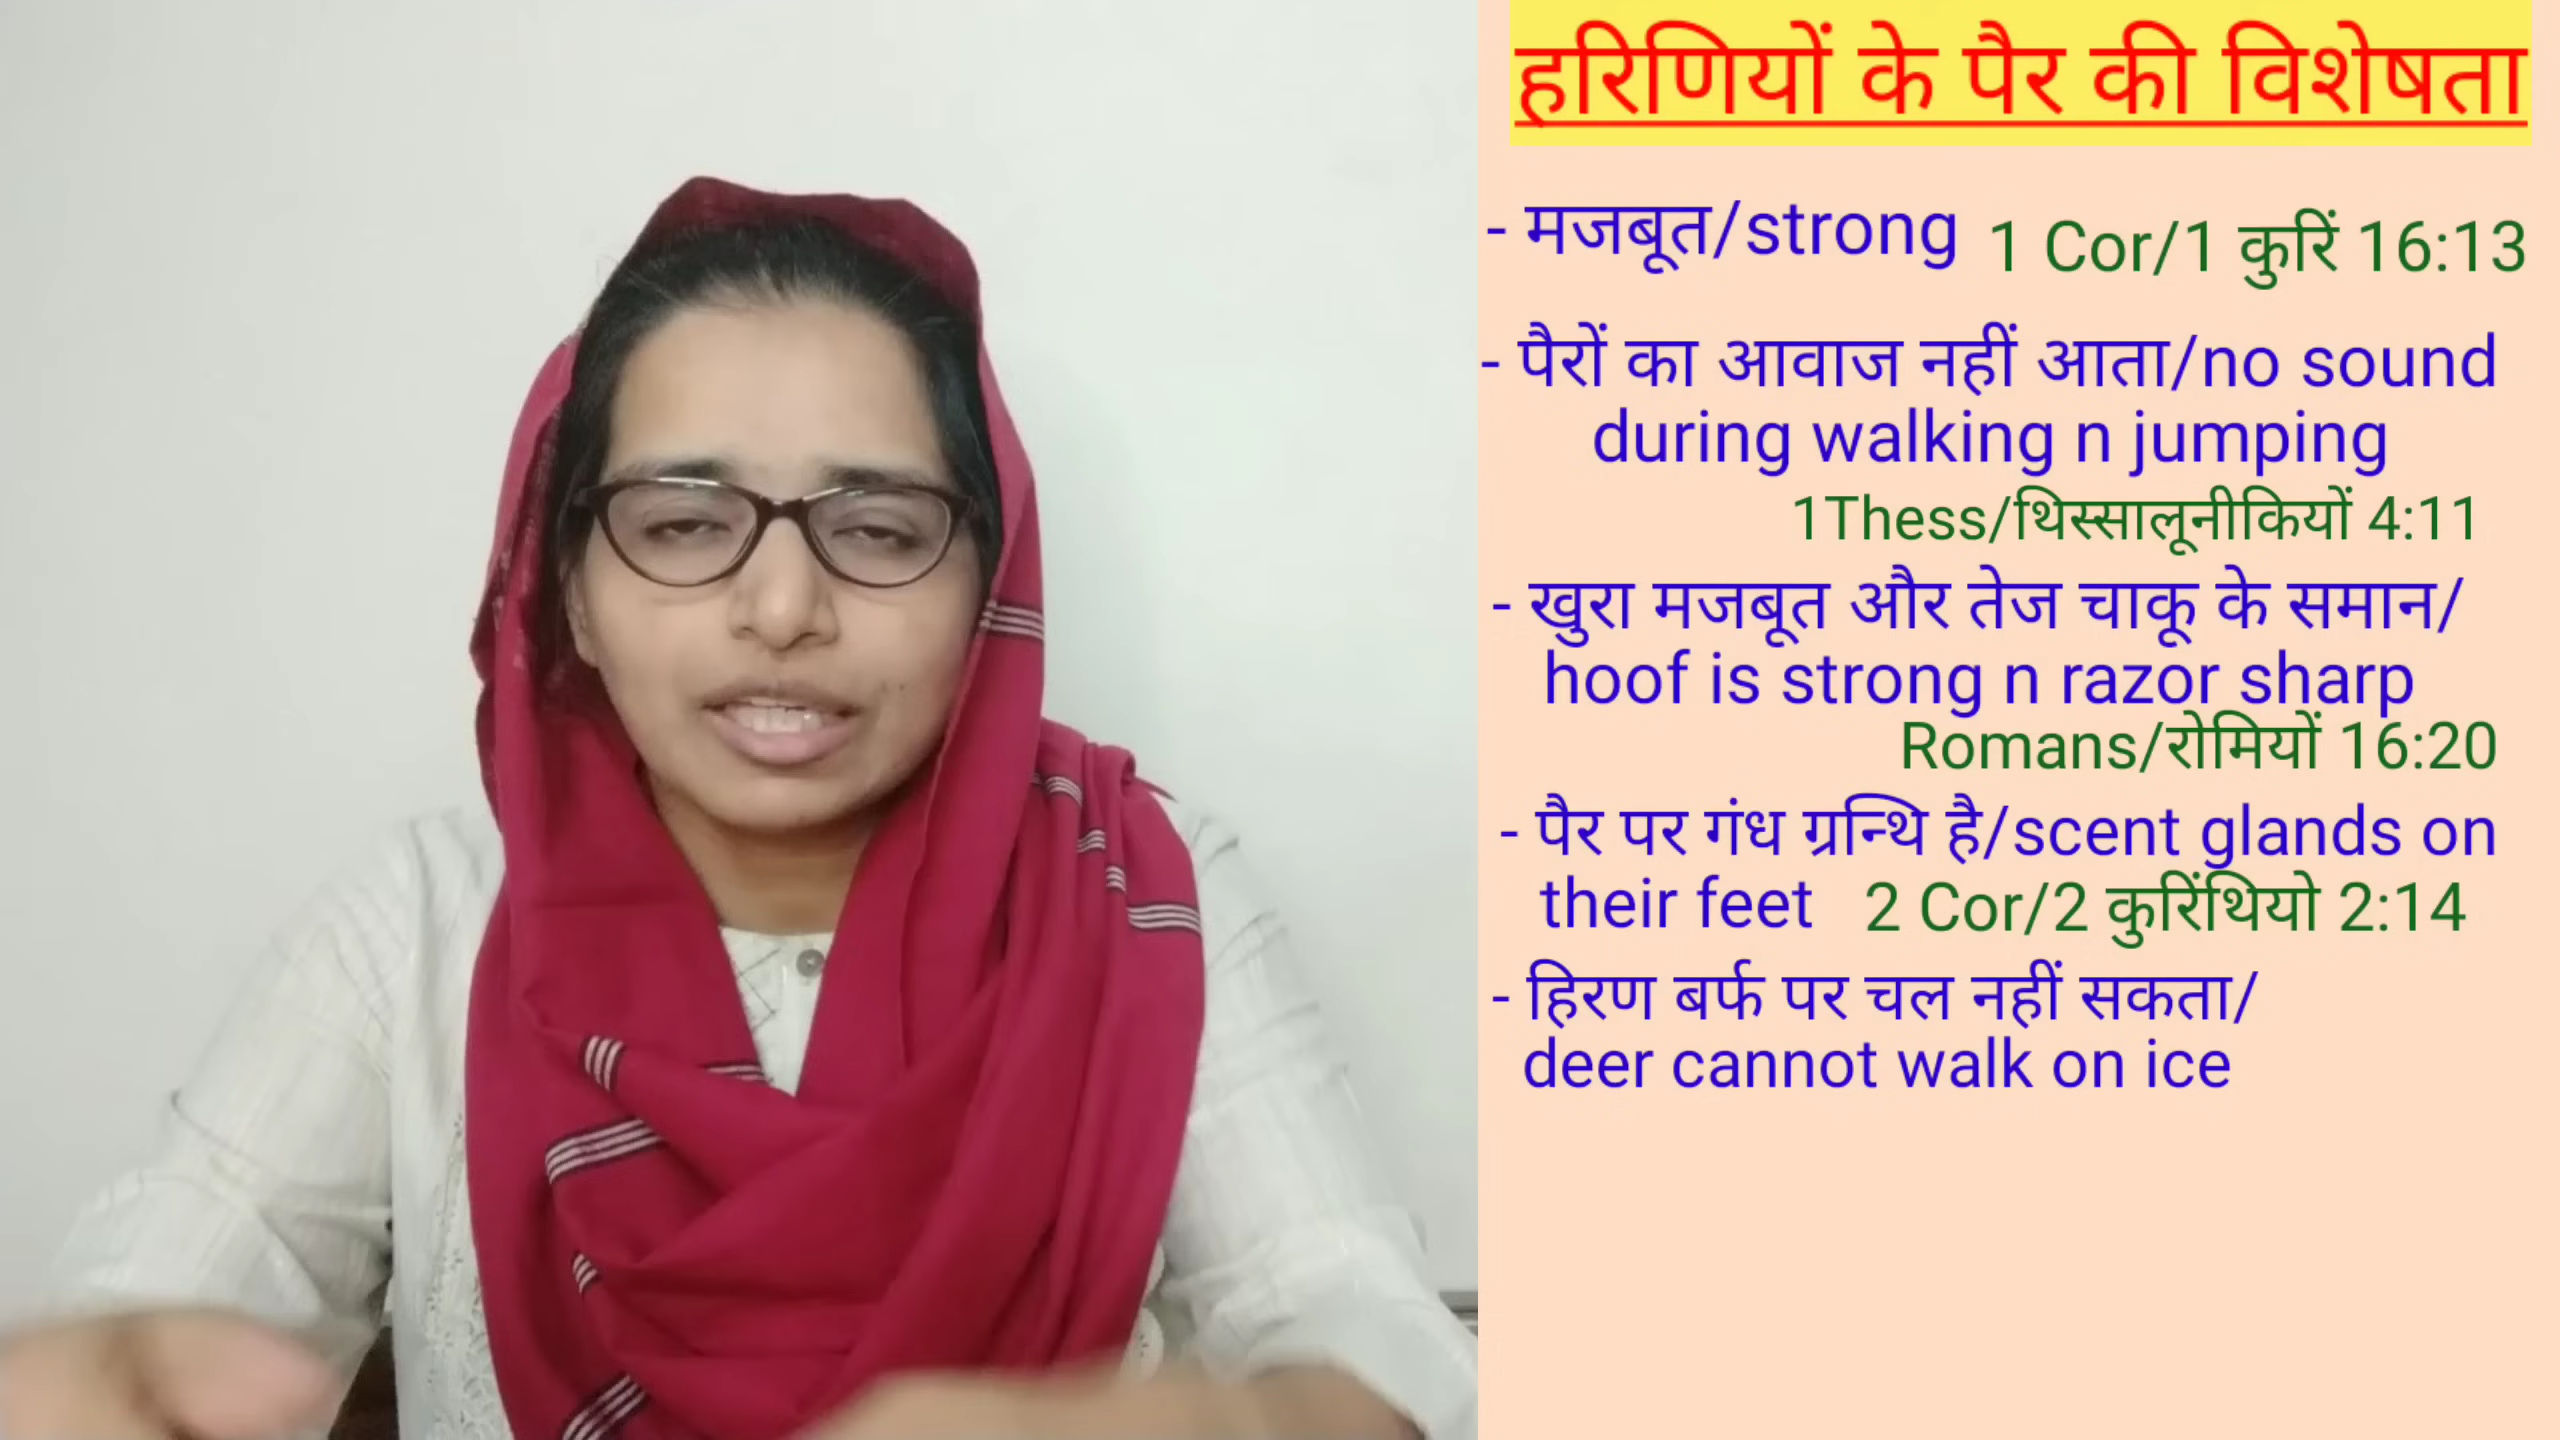 हरिणियों के पैर की विशेषता
- मजबूत/strong 1 Cor/1 कुरिं 16:13
- पैरों का आवाज नहीं आता/no sound
during walking n jumping
1Thess/थिस्सालूनीकियों 4:11
- खुरा मजबूत और तेज चाकू के समान/
hoof is strong n razor sharp
Romans/रोमियों 16:20
- पैर पर गंध ग्रन्थि है/scent glands on
their feet 2 Cor/2 कुरिंथियो 2:14
- हिरण बर्फ पर चल नहीं सकता/
deer cannot walk on ice